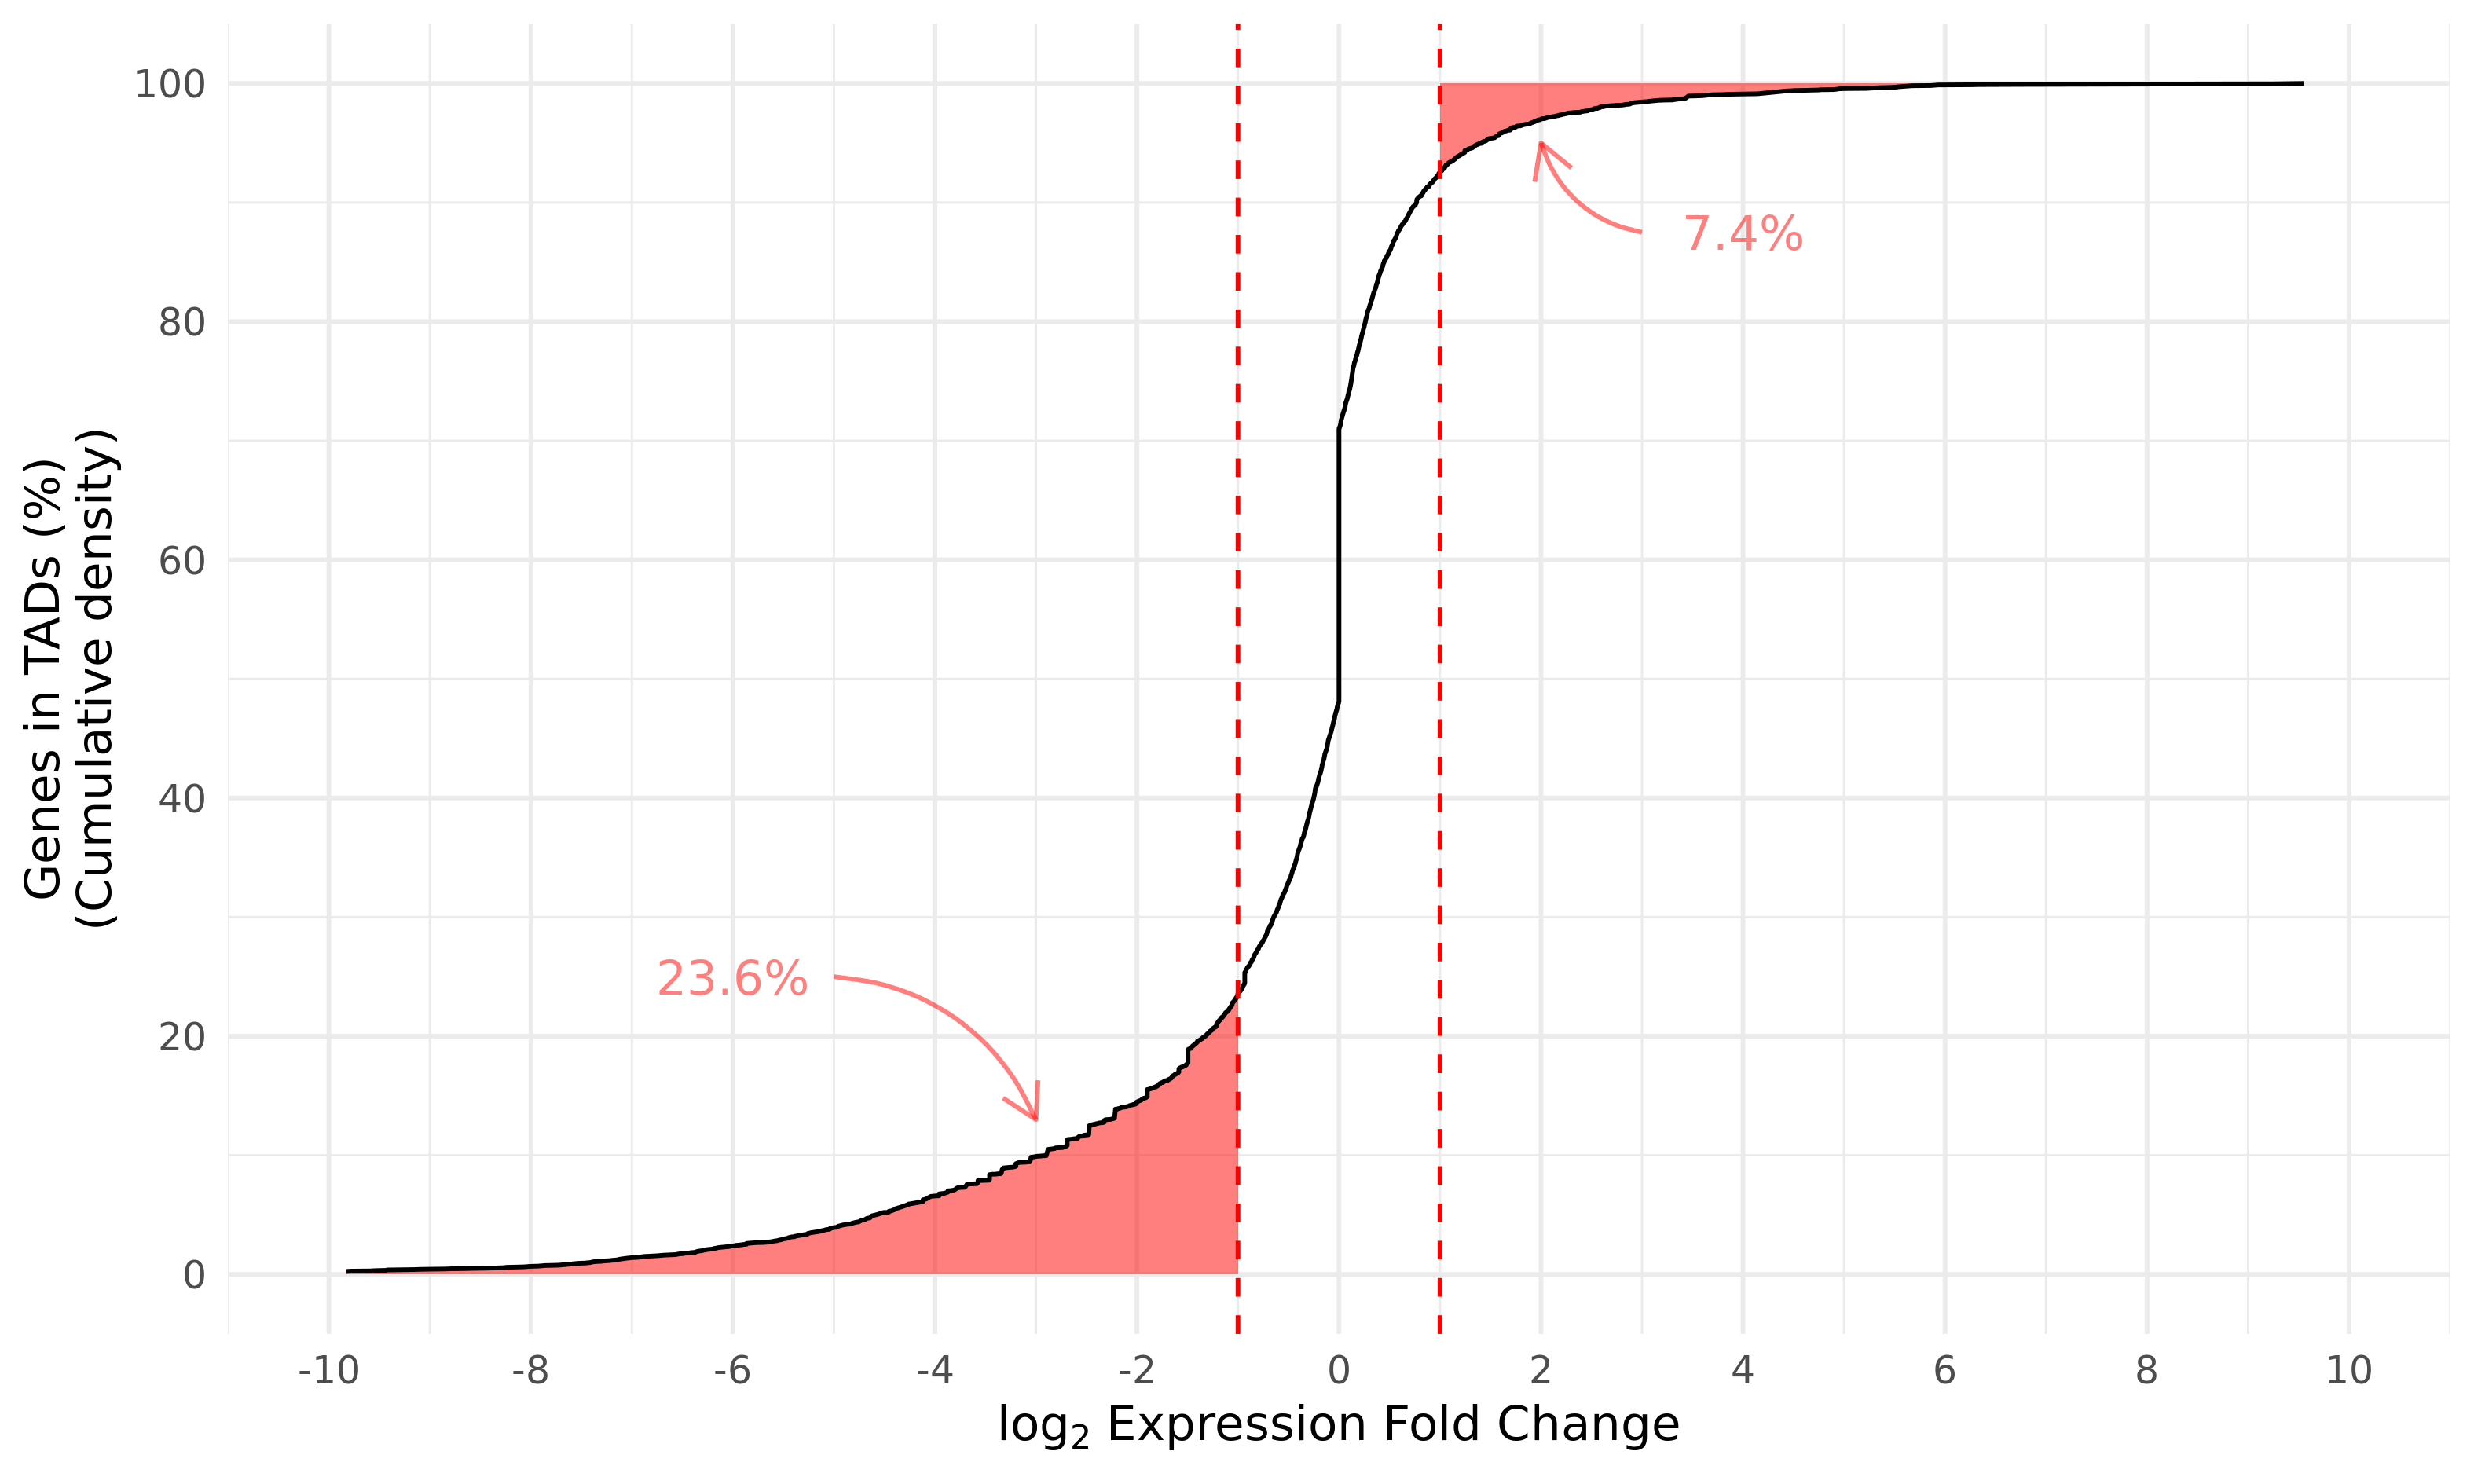 Genes in TADs (%)
(Cumulative density)
100
80
60
40
20
0
7.4%
23.6%
-10 -8 -6 -4 -2 0 2 4 6 8 10
log₂ Expression Fold Change